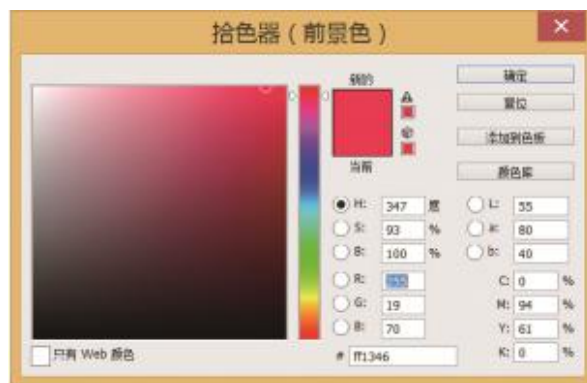 拾色器（前景色）
新的
当前
确定
复位
添加到色板
颜色库
H: 347 度
S: 93 %
B: 100 %
R: 255
G: 19
B: 70
L: 55
a: 80
b: 40
C: 0 %
M: 94 %
Y: 61 %
K: 0 %
# ff1346
只有 Web 颜色